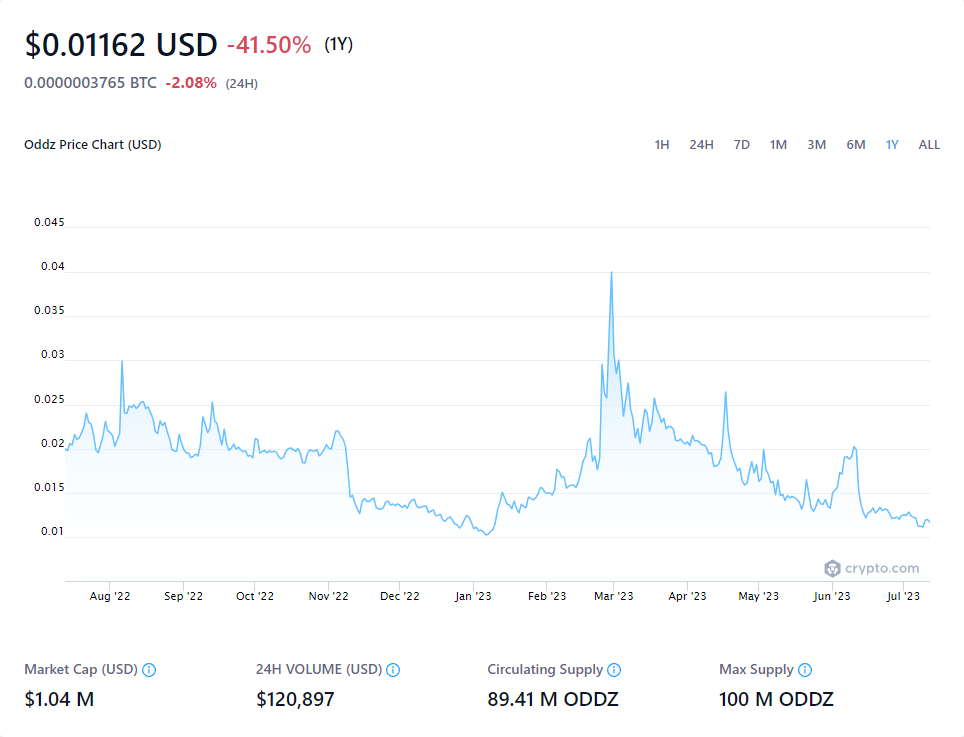 $0.01162 USD -41.50% (1Y)
0.0000003765 BTC -2.08% (24H)
Oddz Price Chart (USD) 1H 24H 7D 1M 3M 6M 1Y ALL
0.045
0.04
0.035
0.03
0.025
0.02
0.015
0.01
crypto.com
Aug '22 Sep '22 Oct '22 Nov '22 Dec '22 Jan '23 Feb '23 Mar '23 Apr '23 May '23 Jun '23 Jul '23
Market Cap (USD) 24H VOLUME (USD) Circulating Supply Max Supply
$1.04 M $120,897 89.41 M ODDZ 100 M ODDZ